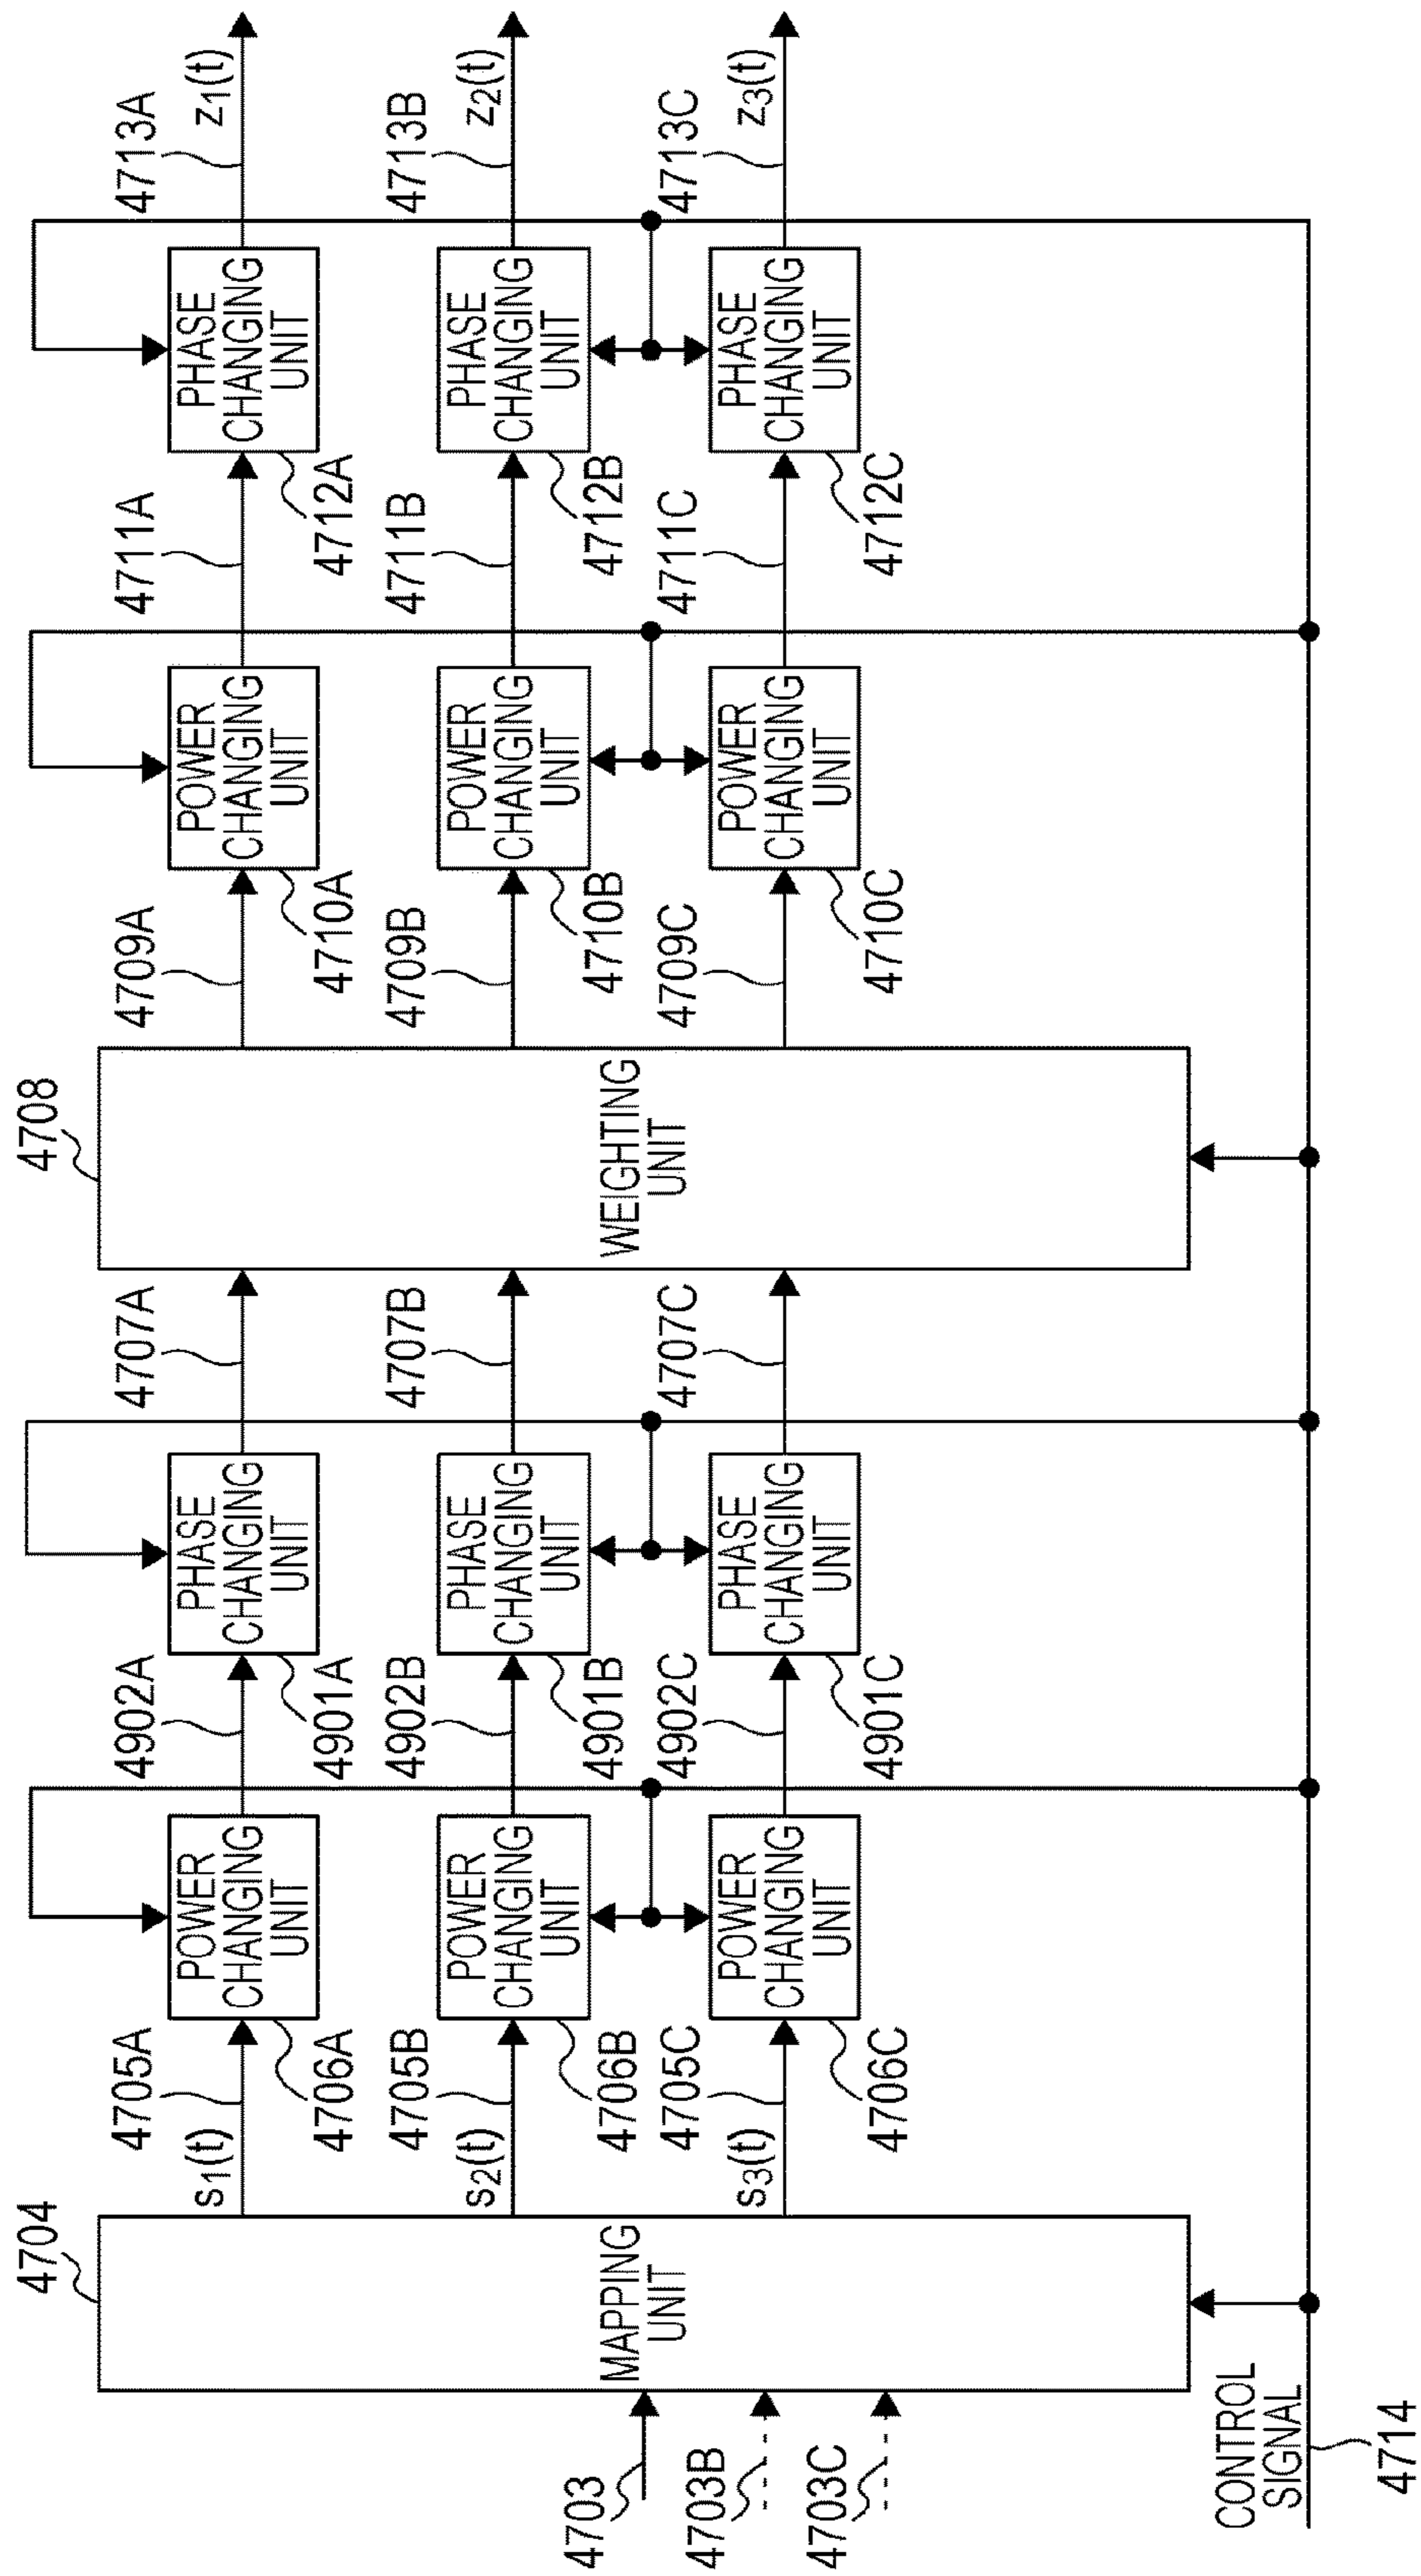 4704
MAPPING
UNIT
4703
4703B
4703C
CONTROL
SIGNAL
4714
s1(t)
4705A
POWER
CHANGING
UNIT
4706A
4902A
PHASE
CHANGING
UNIT
4901A
4707A
s2(t)
4705B
POWER
CHANGING
UNIT
4706B
4902B
PHASE
CHANGING
UNIT
4901B
4707B
s3(t)
4705C
POWER
CHANGING
UNIT
4706C
4902C
PHASE
CHANGING
UNIT
4901C
4707C
4708
WEIGHTING
UNIT
4709A
POWER
CHANGING
UNIT
4710A
4711A
PHASE
CHANGING
UNIT
4712A
4713A
z1(t)
4709B
POWER
CHANGING
UNIT
4710B
4711B
PHASE
CHANGING
UNIT
4712B
4713B
z2(t)
4709C
POWER
CHANGING
UNIT
4710C
4711C
PHASE
CHANGING
UNIT
4712C
4713C
z3(t)